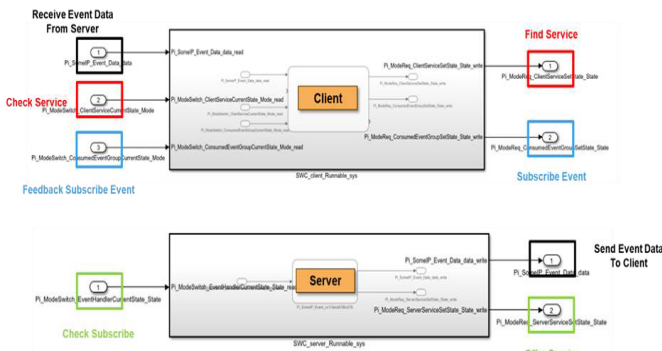 Receive Event Data
From Server
1
Pi_SomeIP_Event_Data_data
Pi_SomeIP_Event_Data_data_read
Check Service
2
Pi_ModeSwitch_ClientServiceCurrentState_Mode
Pi_ModeSwitch_ClientServiceCurrentState_Mode_read
3
Pi_ModeSwitch_ConsumedEventGroupCurrentState_Mode
Pi_ModeSwitch_ConsumedEventGroupCurrentState_Mode_read
Feedback Subscribe Event
Client
SWC_client_Runnable_sys
Find Service
Pi_ModeReq_ClientServiceSetState_State_write
1
Pi_ModeReq_ClientServiceSetState_State
Pi_ModeReq_ConsumedEventGroupSetState_State_write
2
Pi_ModeReq_ConsumedEventGroupSetState_State
Subscribe Event
1
Pi_ModeSwitch_EventHandlerCurrentState_State
Pi_ModeSwitch_EventHandlerCurrentState_State_read
Check Subscribe
Server
SWC_server_Runnable_sys
Pi_SomeIP_Event_Data_data_write
1
Pi_SomeIP_Event_Data_data
Send Event Data
To Client
Pi_ModeReq_ServerServiceSetState_State_write
2
Pi_ModeReq_ServerServiceSetState_State